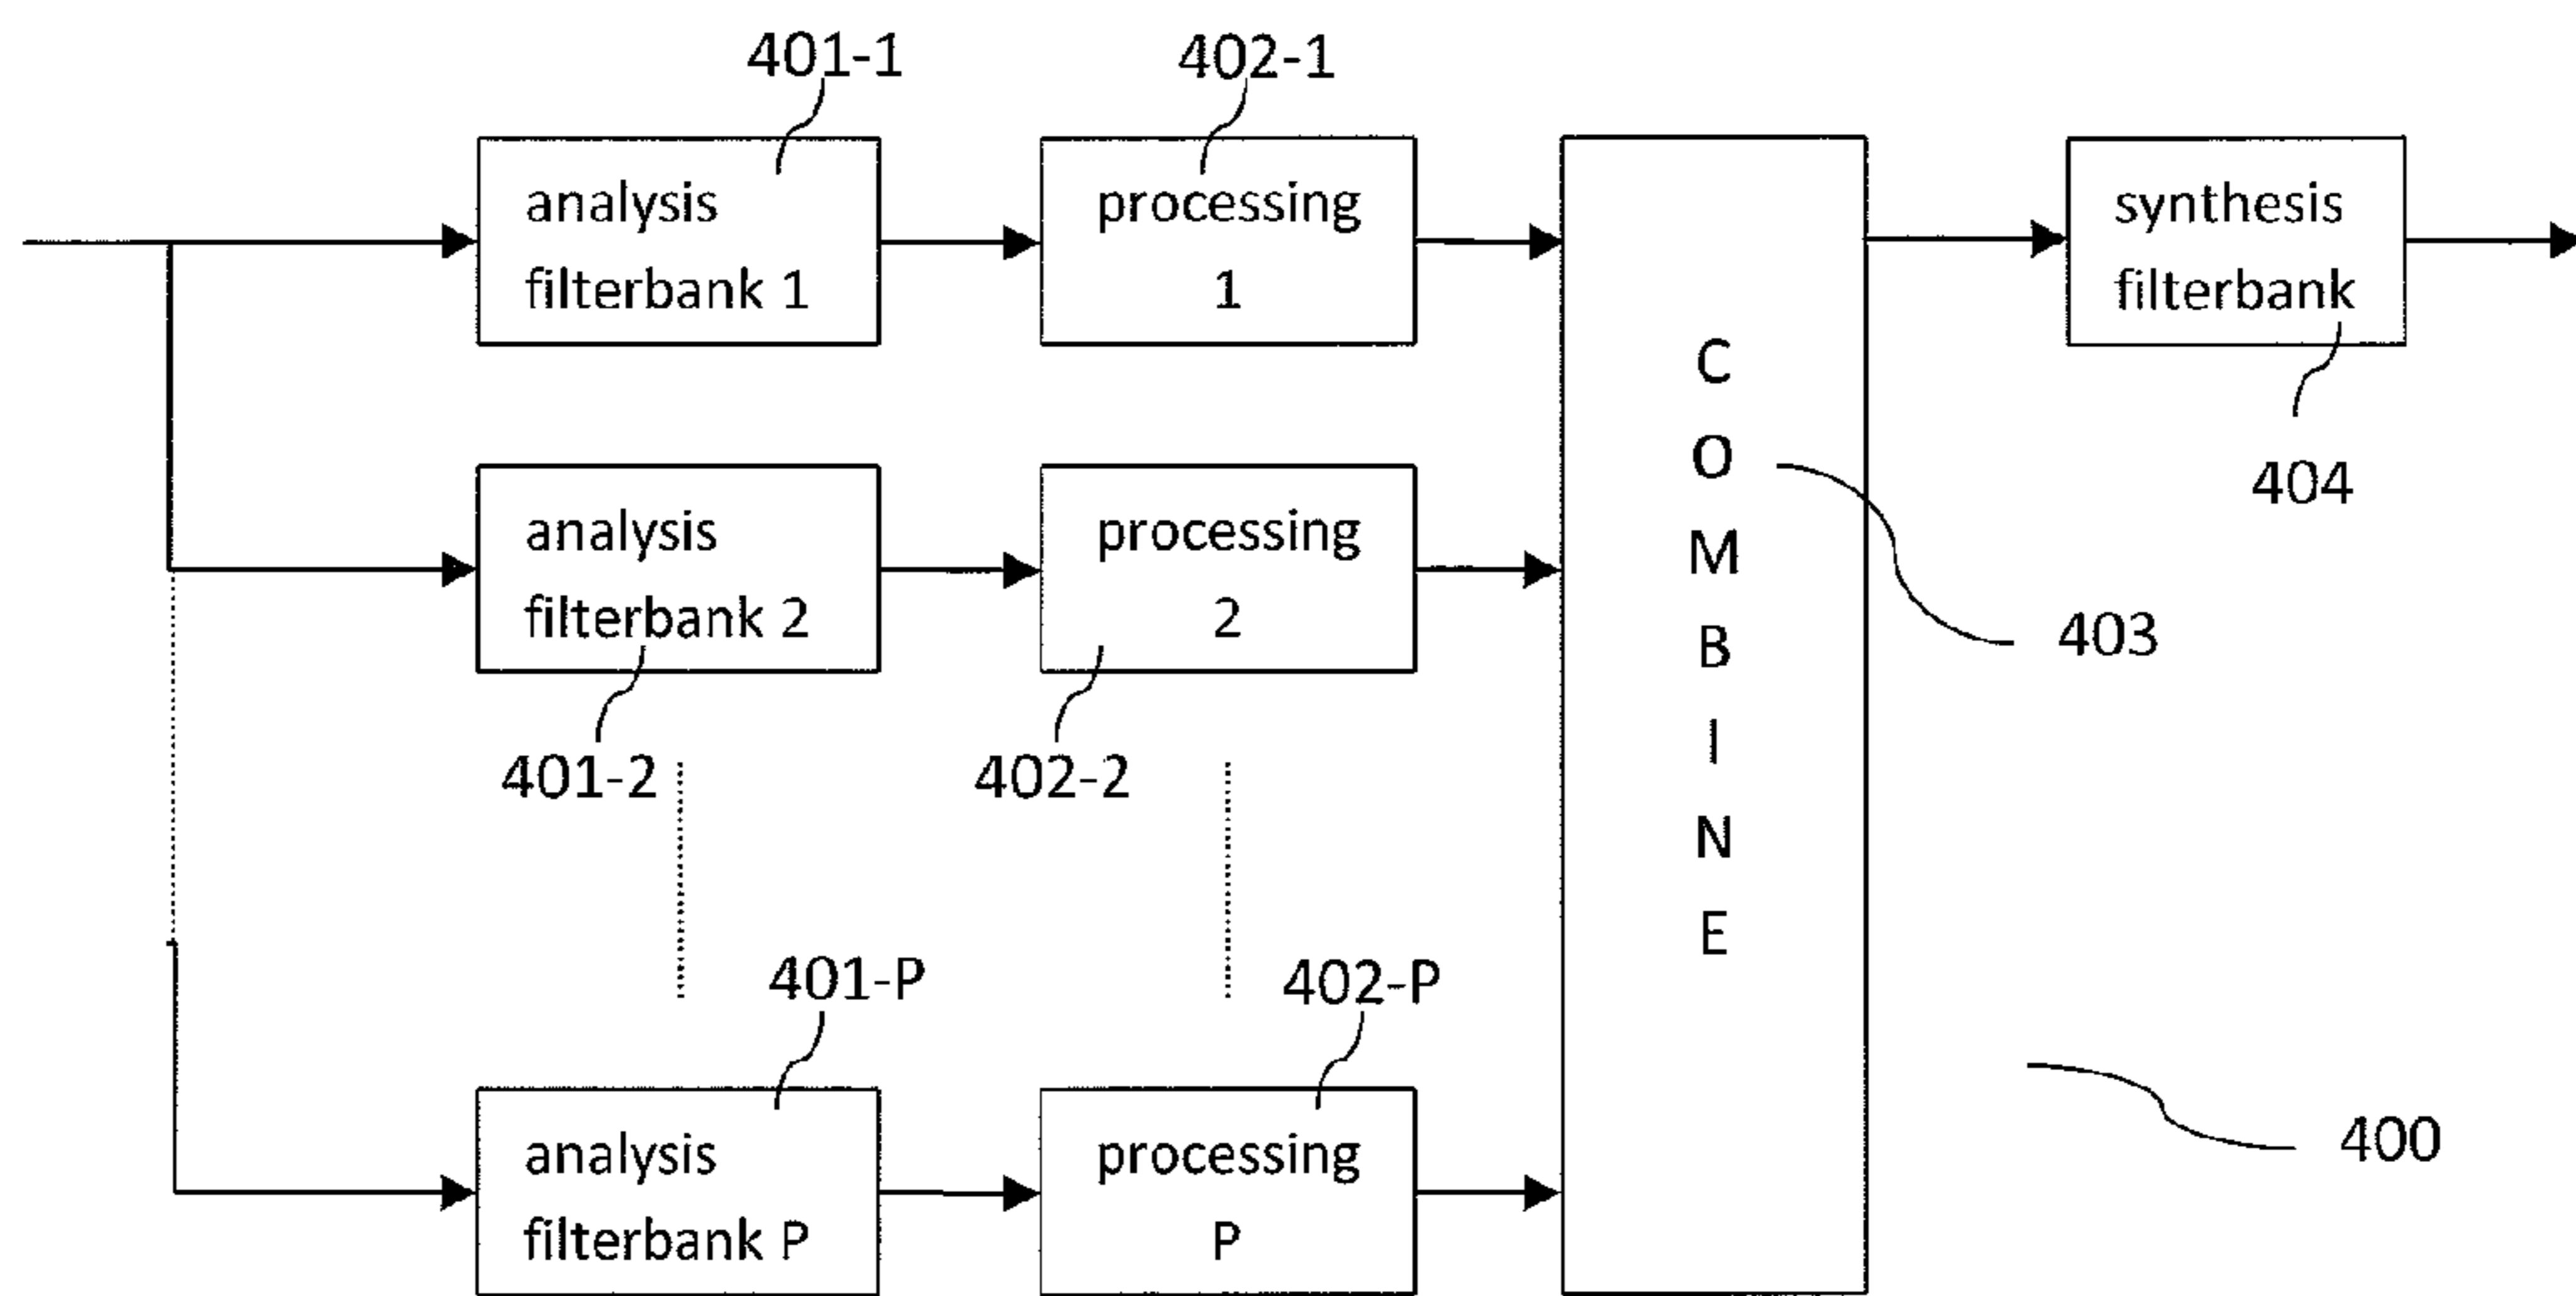 401-1
402-1
analysis
filterbank 1
processing
1
synthesis
filterbank
404
analysis
filterbank 2
processing
2
401-2
402-2
C
O
M
B
I
N
E
403
401-P
402-P
analysis
filterbank P
processing
P
400